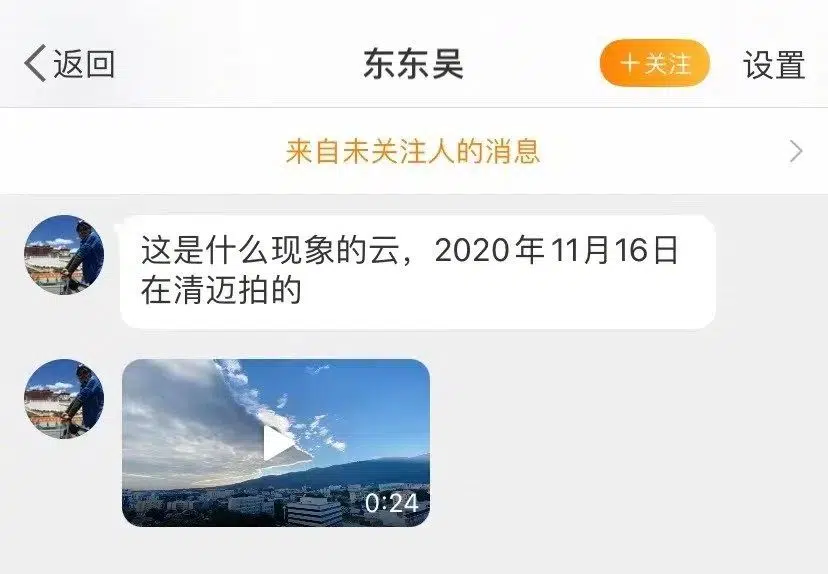 返回
东东吴
+关注
设置
来自未关注人的消息
这是什么现象的云，2020年11月16日
在清迈拍的
0:24